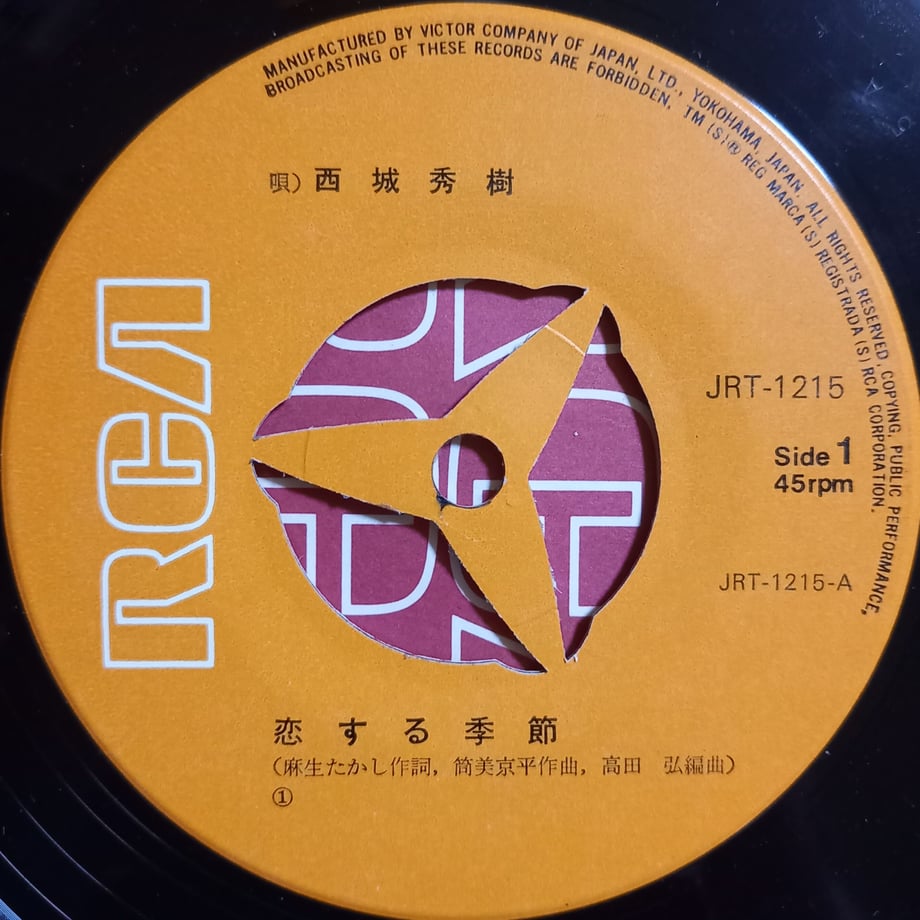 MANUFACTURED BY VICTOR COMPANY OF JAPAN, LTD., YOKOHAMA, JAPAN. ALL RIGHTS RESERVED, COPYING, PUBLIC PERFORMANCE,
BROADCASTING OF THESE RECORDS ARE FORBIDDEN. TM(S)® REG MARCA(S) REGISTRADA(S) RCA CORPORATION.
唄）西城秀樹
RCA
JRT-1215
Side 1
45rpm
JRT-1215-A
恋する季節
（麻生たかし作詞，筒美京平作曲，高田　弘編曲）
①